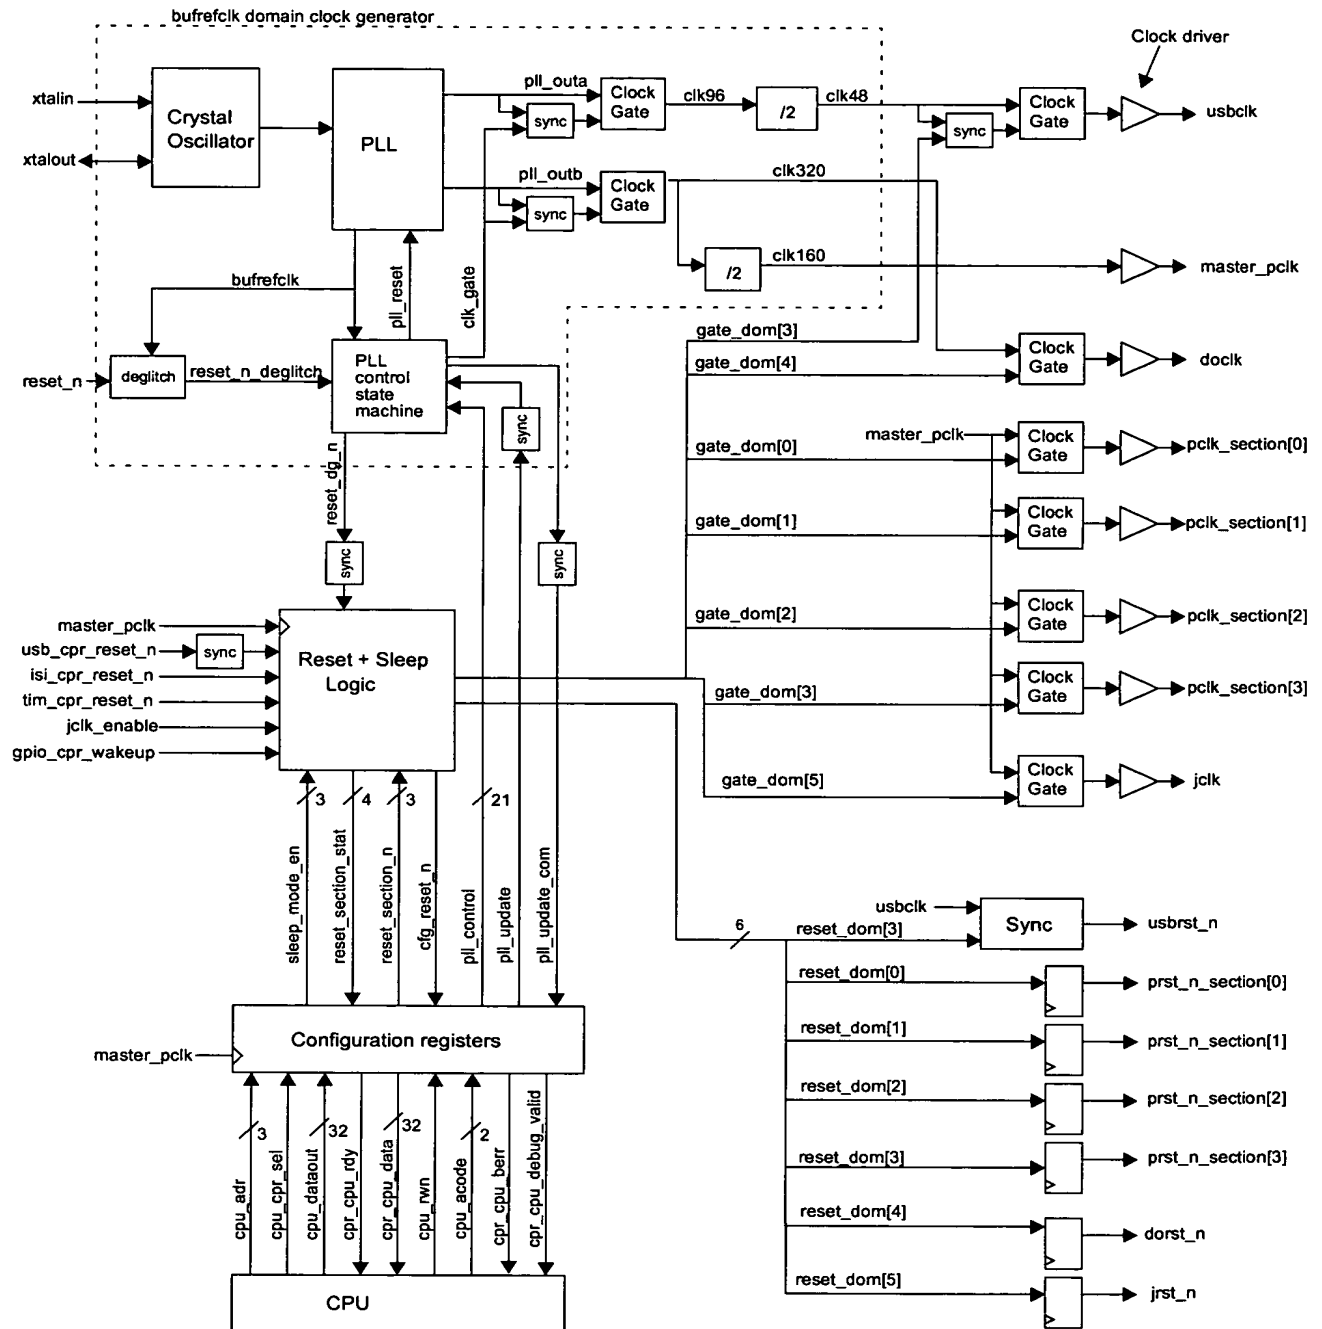 bufrefclk domain clock generator
Clock driver
xtalin
xtalout
Crystal
Oscillator
PLL
pll_outa
sync
Clock
Gate
clk96
/2
clk48
sync
Clock
Gate
usbclk
pll_outb
sync
Clock
Gate
clk320
/2
clk160
master_pclk
bufrefclk
pll_reset
clk_gate
reset_n
deglitch
reset_n_deglitch
PLL
control
state
machine
sync
gate_dom[3]
gate_dom[4]
Clock
Gate
doclk
master_pclk
gate_dom[0]
Clock
Gate
pclk_section[0]
reset_dg_n
gate_dom[1]
Clock
Gate
pclk_section[1]
sync
sync
gate_dom[2]
Clock
Gate
pclk_section[2]
master_pclk
usb_cpr_reset_n
sync
isi_cpr_reset_n
tim_cpr_reset_n
jclk_enable
gpio_cpr_wakeup
Reset + Sleep
Logic
gate_dom[3]
Clock
Gate
pclk_section[3]
gate_dom[5]
Clock
Gate
jclk
3
4
3
21
sleep_mode_en
reset_section_stat
reset_section_n
cfg_reset_n
pll_control
pll_update
pll_update_com
6
usbclk
reset_dom[3]
Sync
usbrst_n
reset_dom[0]
prst_n_section[0]
reset_dom[1]
prst_n_section[1]
reset_dom[2]
prst_n_section[2]
reset_dom[3]
prst_n_section[3]
reset_dom[4]
dorst_n
reset_dom[5]
jrst_n
master_pclk
Configuration registers
3
32
32
2
cpu_adr
cpu_cpr_sel
cpu_dataout
cpr_cpu_rdy
cpr_cpu_data
cpu_rwn
cpu_acode
cpr_cpu_berr
cpr_cpu_debug_valid
CPU